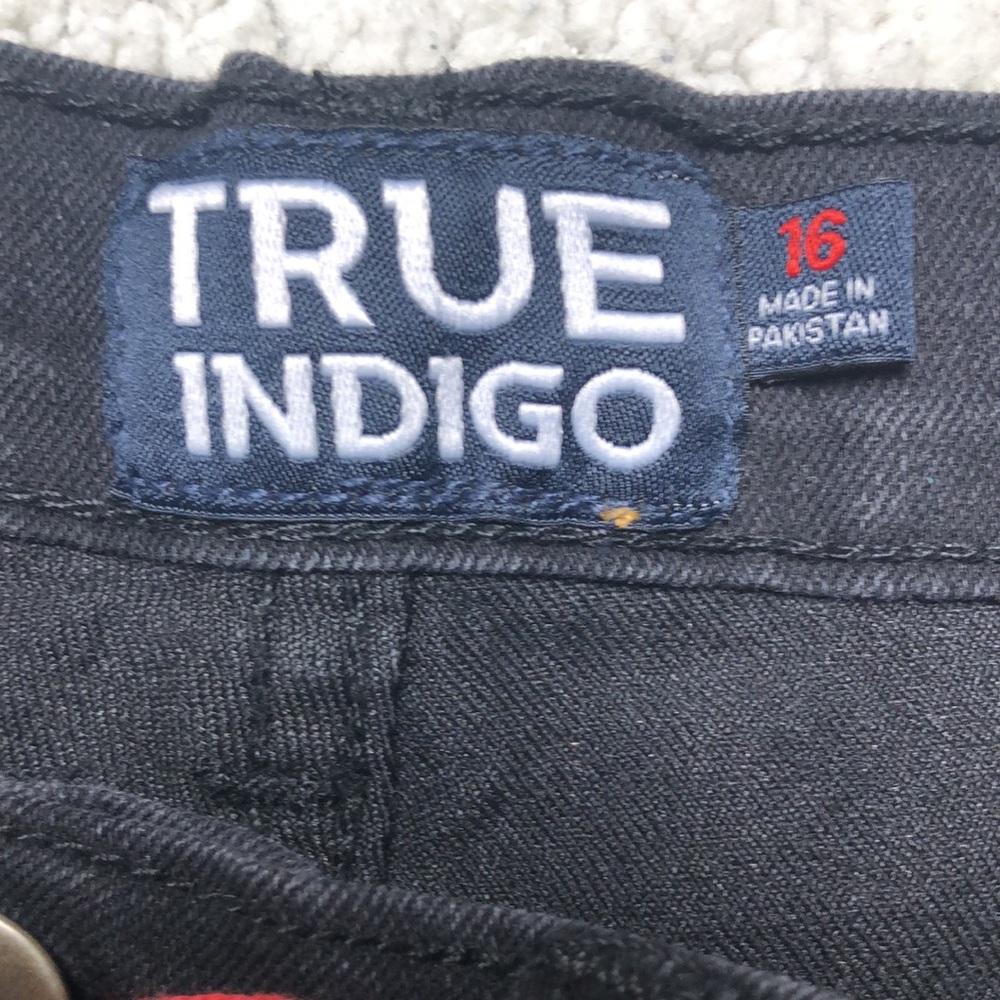 TRUE
INDIGO
16
MADE IN
PAKISTAN